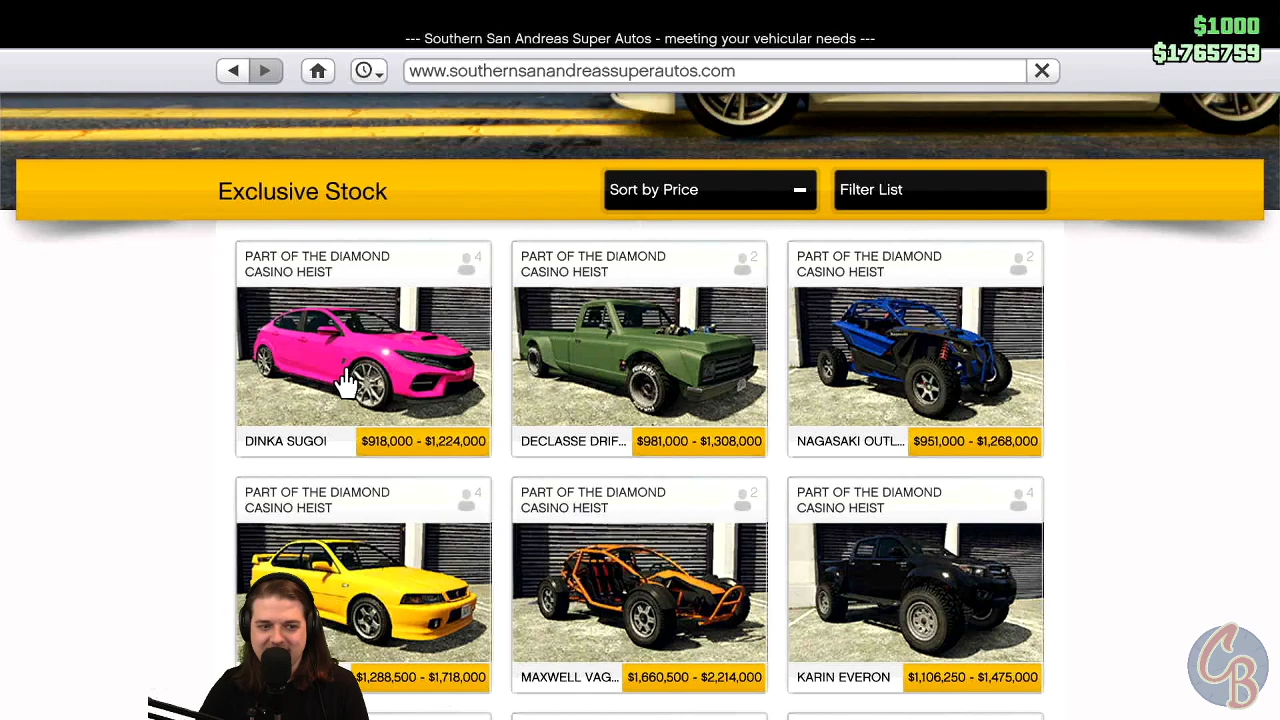 $1000
--- Southern San Andreas Super Autos - meeting your vehicular needs ---
$1765759
www.southernsanandreassuperautos.com
Exclusive Stock
Sort by Price
Filter List
PART OF THE DIAMOND
CASINO HEIST
4
PART OF THE DIAMOND
CASINO HEIST
2
PART OF THE DIAMOND
CASINO HEIST
2
DINKA SUGOI
$918,000 - $1,224,000
DECLASSE DRIF...
$981,000 - $1,308,000
NAGASAKI OUTL...
$951,000 - $1,268,000
PART OF THE DIAMOND
CASINO HEIST
4
PART OF THE DIAMOND
CASINO HEIST
2
PART OF THE DIAMOND
CASINO HEIST
4
$1,288,500 - $1,718,000
MAXWELL VAG...
$1,660,500 - $2,214,000
KARIN EVERON
$1,106,250 - $1,475,000
CB